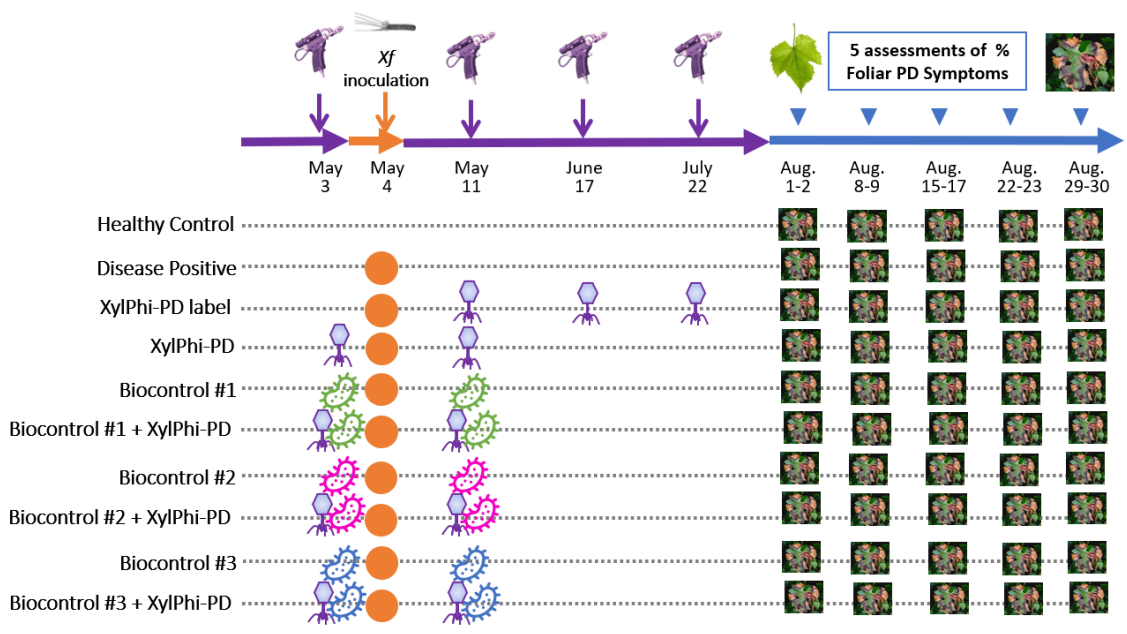 Xf
inoculation
5 assessments of %
Foliar PD Symptoms
May
3
May
4
May
11
June
17
July
22
Aug.
1-2
Aug.
8-9
Aug.
15-17
Aug.
22-23
Aug.
29-30
Healthy Control
Disease Positive
XylPhi-PD label
XylPhi-PD
Biocontrol #1
Biocontrol #1 + XylPhi-PD
Biocontrol #2
Biocontrol #2 + XylPhi-PD
Biocontrol #3
Biocontrol #3 + XylPhi-PD